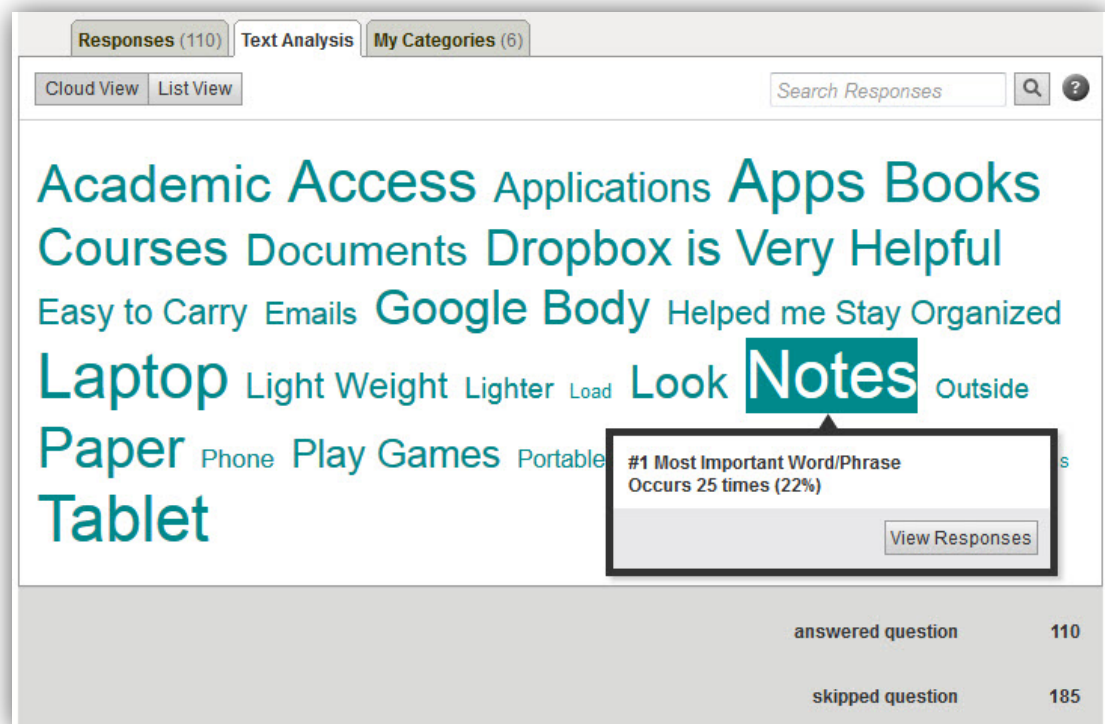 Responses (110) Text Analysis My Categories (6)
Cloud View List View Search Responses ?
Academic Access Applications Apps Books
Courses Documents Dropbox is Very Helpful
Easy to Carry Emails Google Body Helped me Stay Organized
Laptop Light Weight Lighter Load Look Notes Outside
Paper Phone Play Games Portable
#1 Most Important Word/Phrase
Occurs 25 times (22%)
View Responses
Tablet
answered question 110
skipped question 185